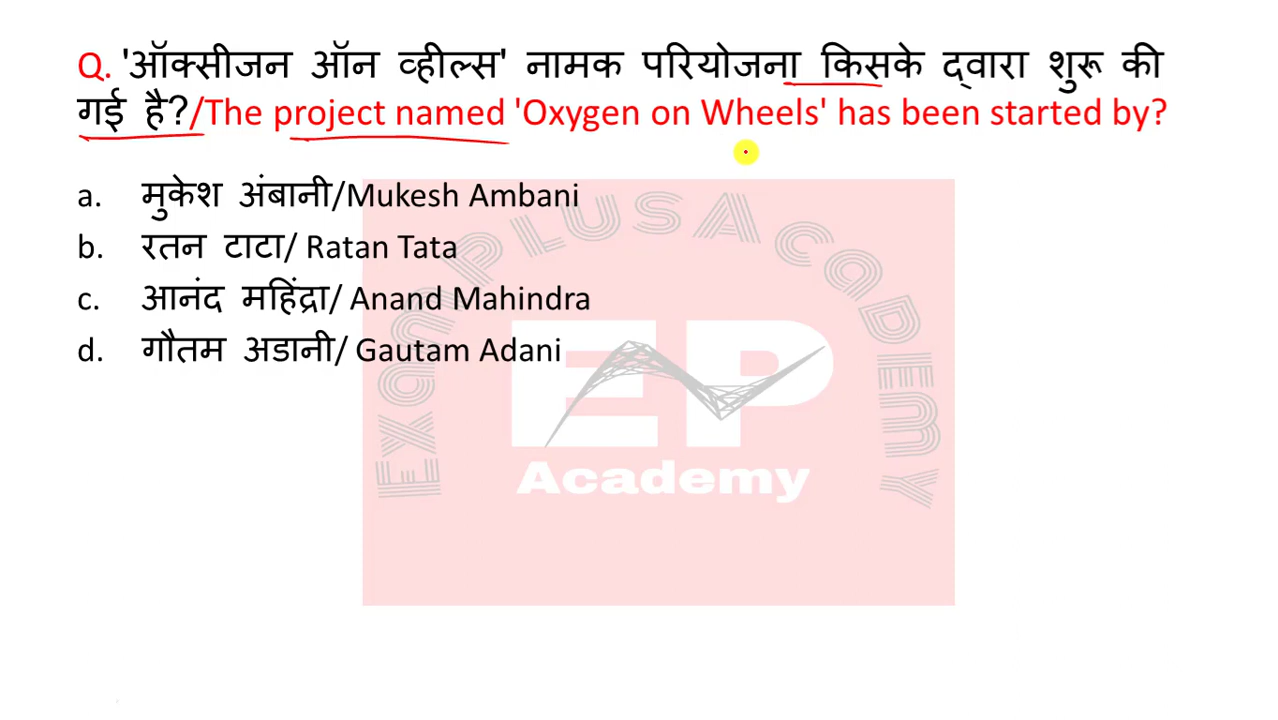 Q. 'ऑक्सीजन ऑन व्हील्स' नामक परियोजना किसके द्वारा शुरू की
गई है?/The project named 'Oxygen on Wheels' has been started by?
a. मुकेश अंबानी/Mukesh Ambani
b. रतन टाटा/ Ratan Tata
c. आनंद महिंद्रा/ Anand Mahindra
d. गौतम अडानी/ Gautam Adani
ExamPLUSACaDEMY
EP
Academy